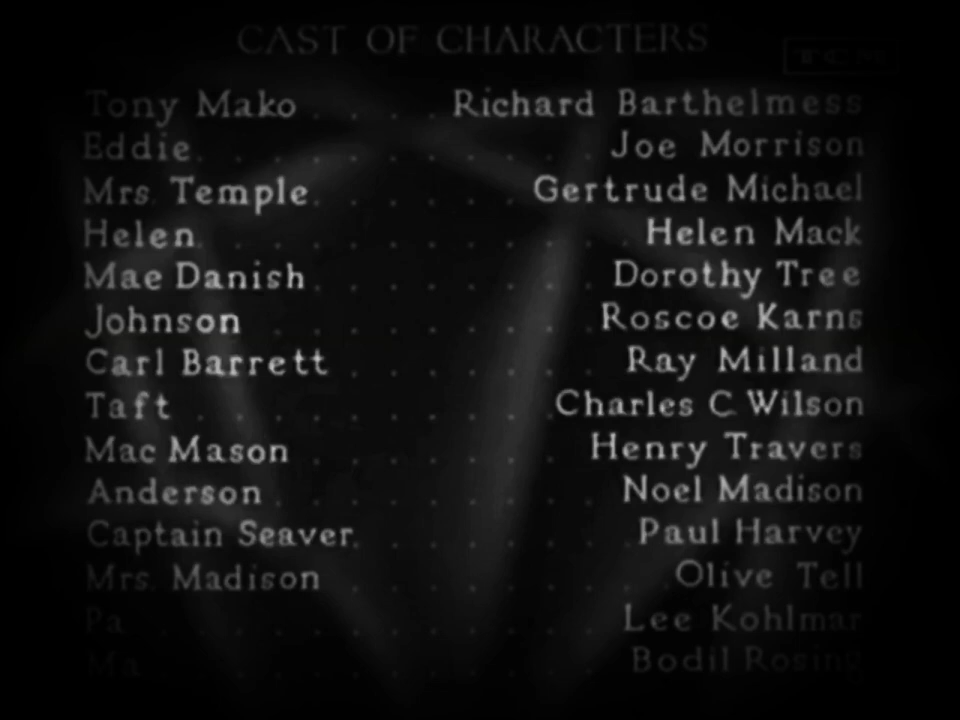 CAST OF CHARACTERS
TCM
Tony Mako . . . . Richard Barthelmess
Eddie. . . . . . . . . . . Joe Morrison
Mrs. Temple. . . . . . Gertrude Michael
Helen. . . . . . . . . . . Helen Mack
Mae Danish . . . . . . . . Dorothy Tree
Johnson . . . . . . . . . Roscoe Karns
Carl Barrett . . . . . . . Ray Milland
Taft . . . . . . . . . Charles C. Wilson
Mac Mason . . . . . . . Henry Travers
Anderson . . . . . . . . . Noel Madison
Captain Seaver. . . . . . . Paul Harvey
Mrs. Madison . . . . . . . . Olive Tell
Pa . . . . . . . . . . . . Lee Kohlmar
Ma . . . . . . . . . . . . Bodil Rosing